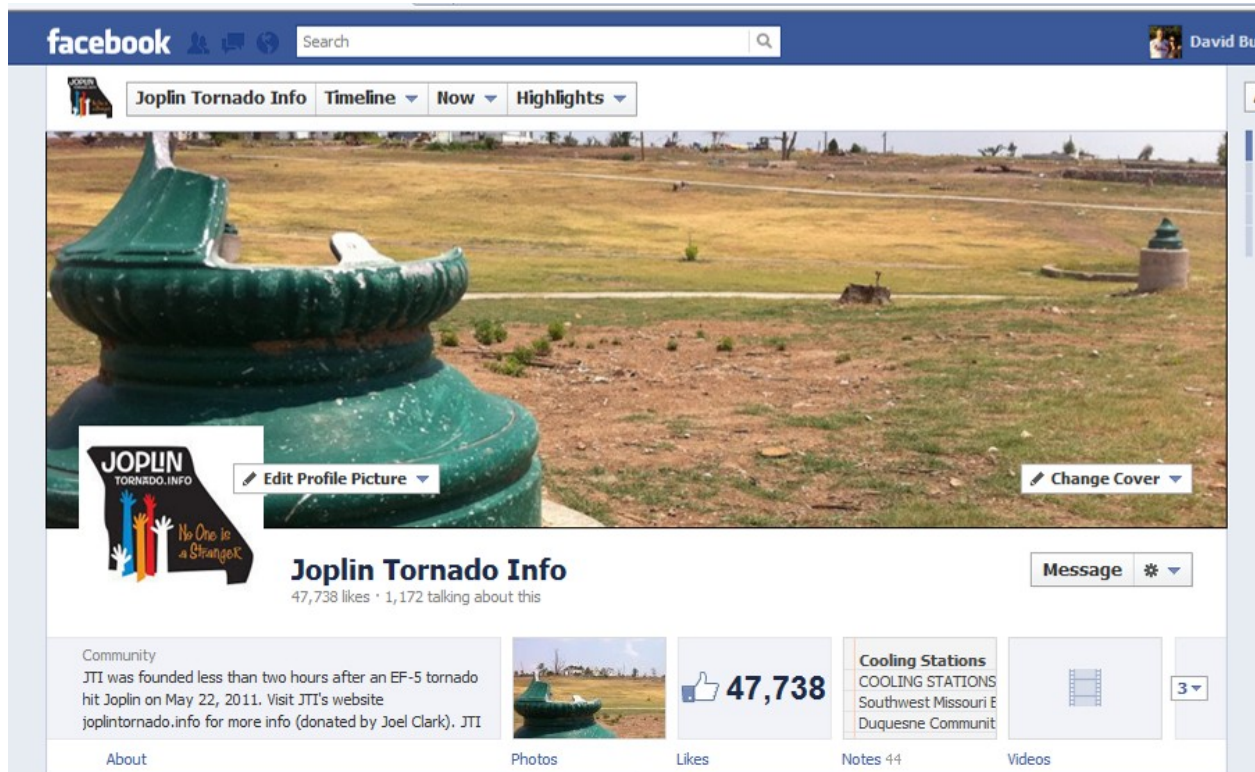 facebook
Search
David Bu
Joplin Tornado Info
Timeline
Now
Highlights
JOPLIN
TORNADO.INFO
No One is
a Stranger
Edit Profile Picture
Change Cover
Joplin Tornado Info
47,738 likes · 1,172 talking about this
Message
Community
JTI was founded less than two hours after an EF-5 tornado
hit Joplin on May 22, 2011. Visit JTI's website
joplintornado.info for more info (donated by Joel Clark). JTI
47,738
Cooling Stations
COOLING STATIONS
Southwest Missouri E
Duquesne Communit
3
About
Photos
Likes
Notes 44
Videos